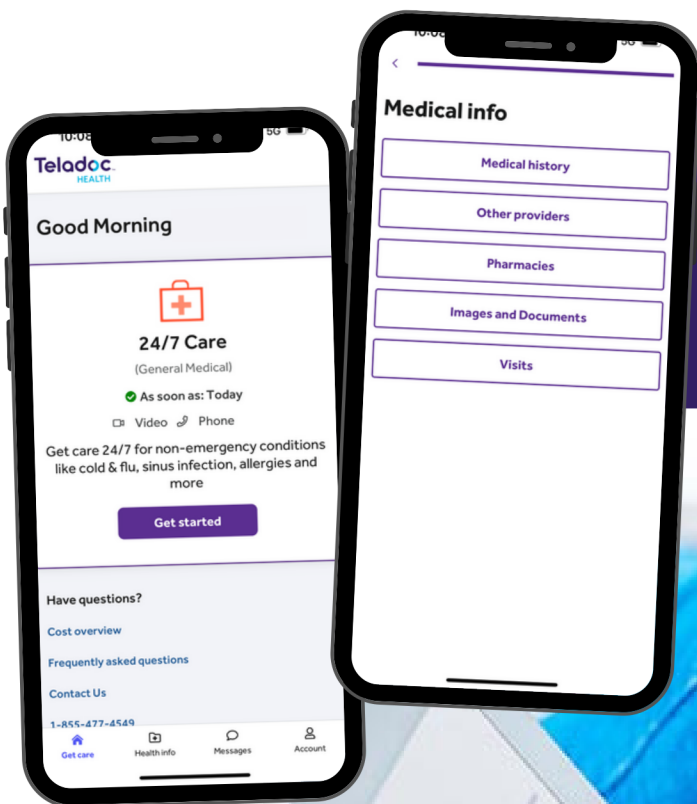 10:08
5G
Teladoc
HEALTH
Good Morning
24/7 Care
(General Medical)
As soon as: Today
Video Phone
Get care 24/7 for non-emergency conditions
like cold & flu, sinus infection, allergies and
more
Get started
Have questions?
Cost overview
Frequently asked questions
Contact Us
1-855-477-4549
Get care Health info Messages Account
10:08
5G
Medical info
Medical history
Other providers
Pharmacies
Images and Documents
Visits